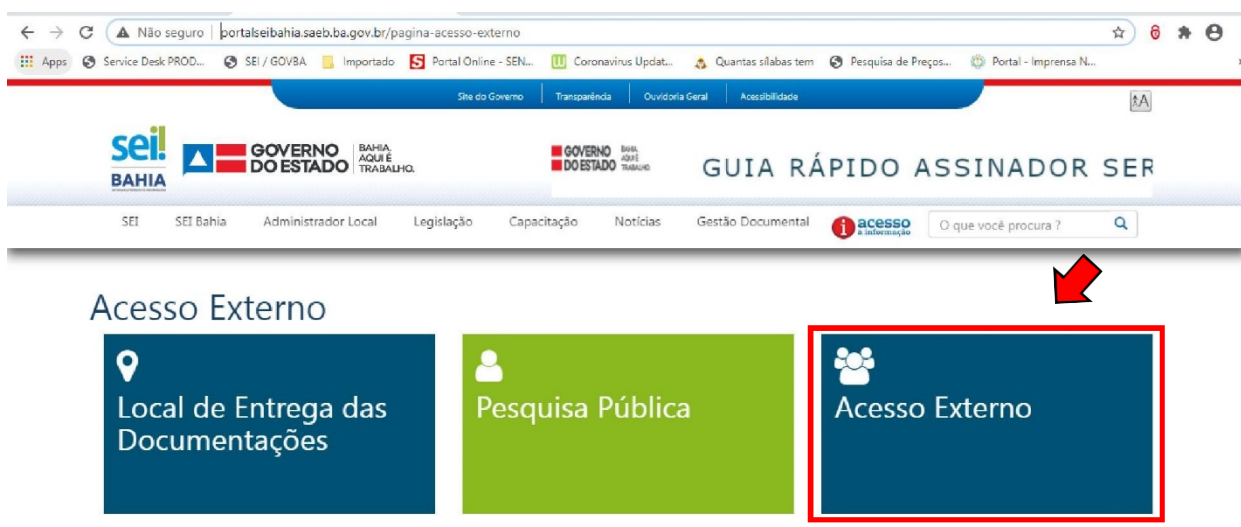 Não seguro | portalseibahia.saeb.ba.gov.br/pagina-acesso-externo
Apps Service Desk PROD... SEI / GOVBA Importado Portal Online - SEN... Coronavirus Updat... Quantas sílabas tem Pesquisa de Preços... Portal - Imprensa N...
Site do Governo Transparência Ouvidoria Geral Acessibilidade
A
sei!
BAHIA
GOVERNO
DO ESTADO
BAHIA.
AQUI É
TRABALHO.
GOVERNO
DO ESTADO
BAHIA.
AQUI É
TRABALHO.
GUIA RÁPIDO ASSINADOR SER
SEI SEI Bahia Administrador Local Legislação Capacitação Notícias Gestão Documental
acesso
à informação
O que você procura ?
Acesso Externo
Local de Entrega das
Documentações
Pesquisa Pública
Acesso Externo